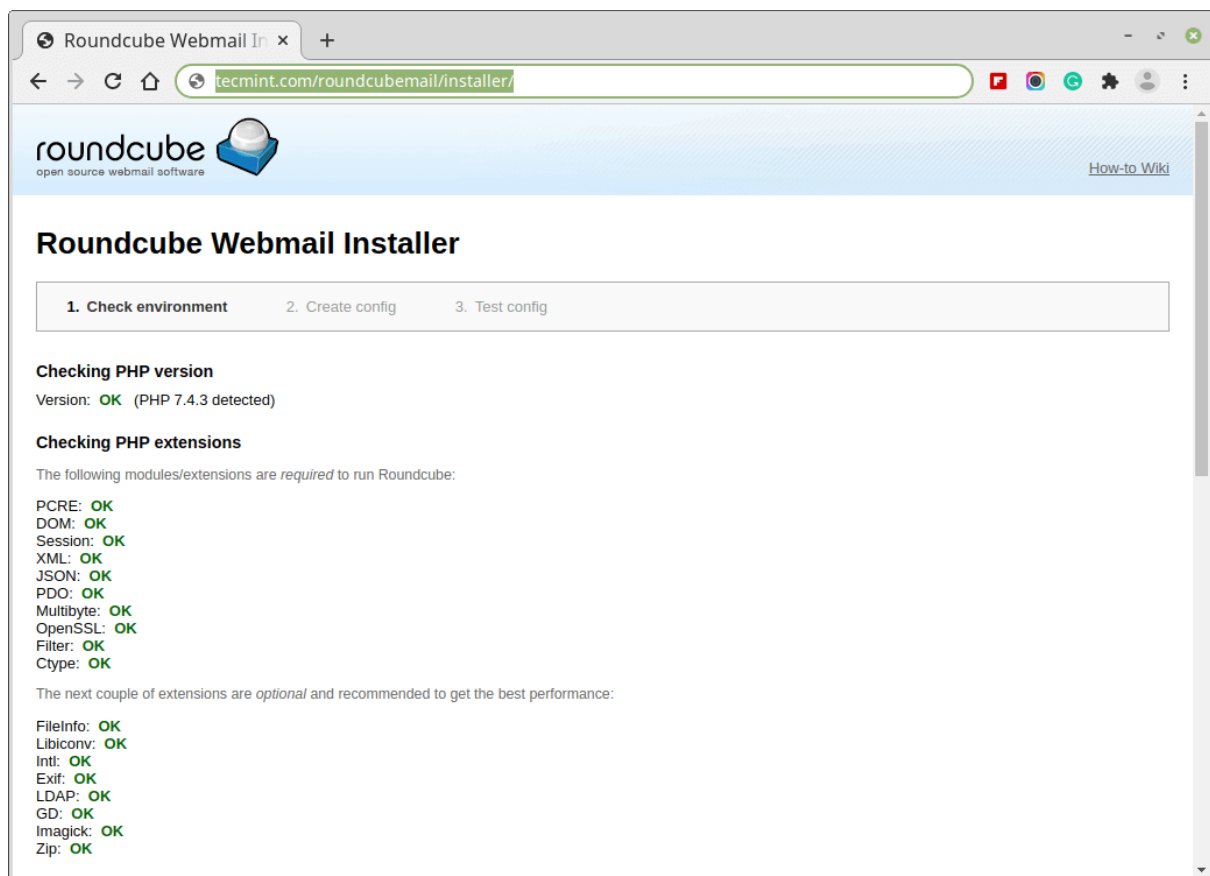 Roundcube Webmail In
tecmint.com/roundcubemail/installer/
roundcube
open source webmail software
How-to Wiki
Roundcube Webmail Installer
1. Check environment 2. Create config 3. Test config
Checking PHP version
Version: OK (PHP 7.4.3 detected)
Checking PHP extensions
The following modules/extensions are required to run Roundcube:
PCRE: OK
DOM: OK
Session: OK
XML: OK
JSON: OK
PDO: OK
Multibyte: OK
OpenSSL: OK
Filter: OK
Ctype: OK
The next couple of extensions are optional and recommended to get the best performance:
FileInfo: OK
Libiconv: OK
Intl: OK
Exif: OK
LDAP: OK
GD: OK
Imagick: OK
Zip: OK